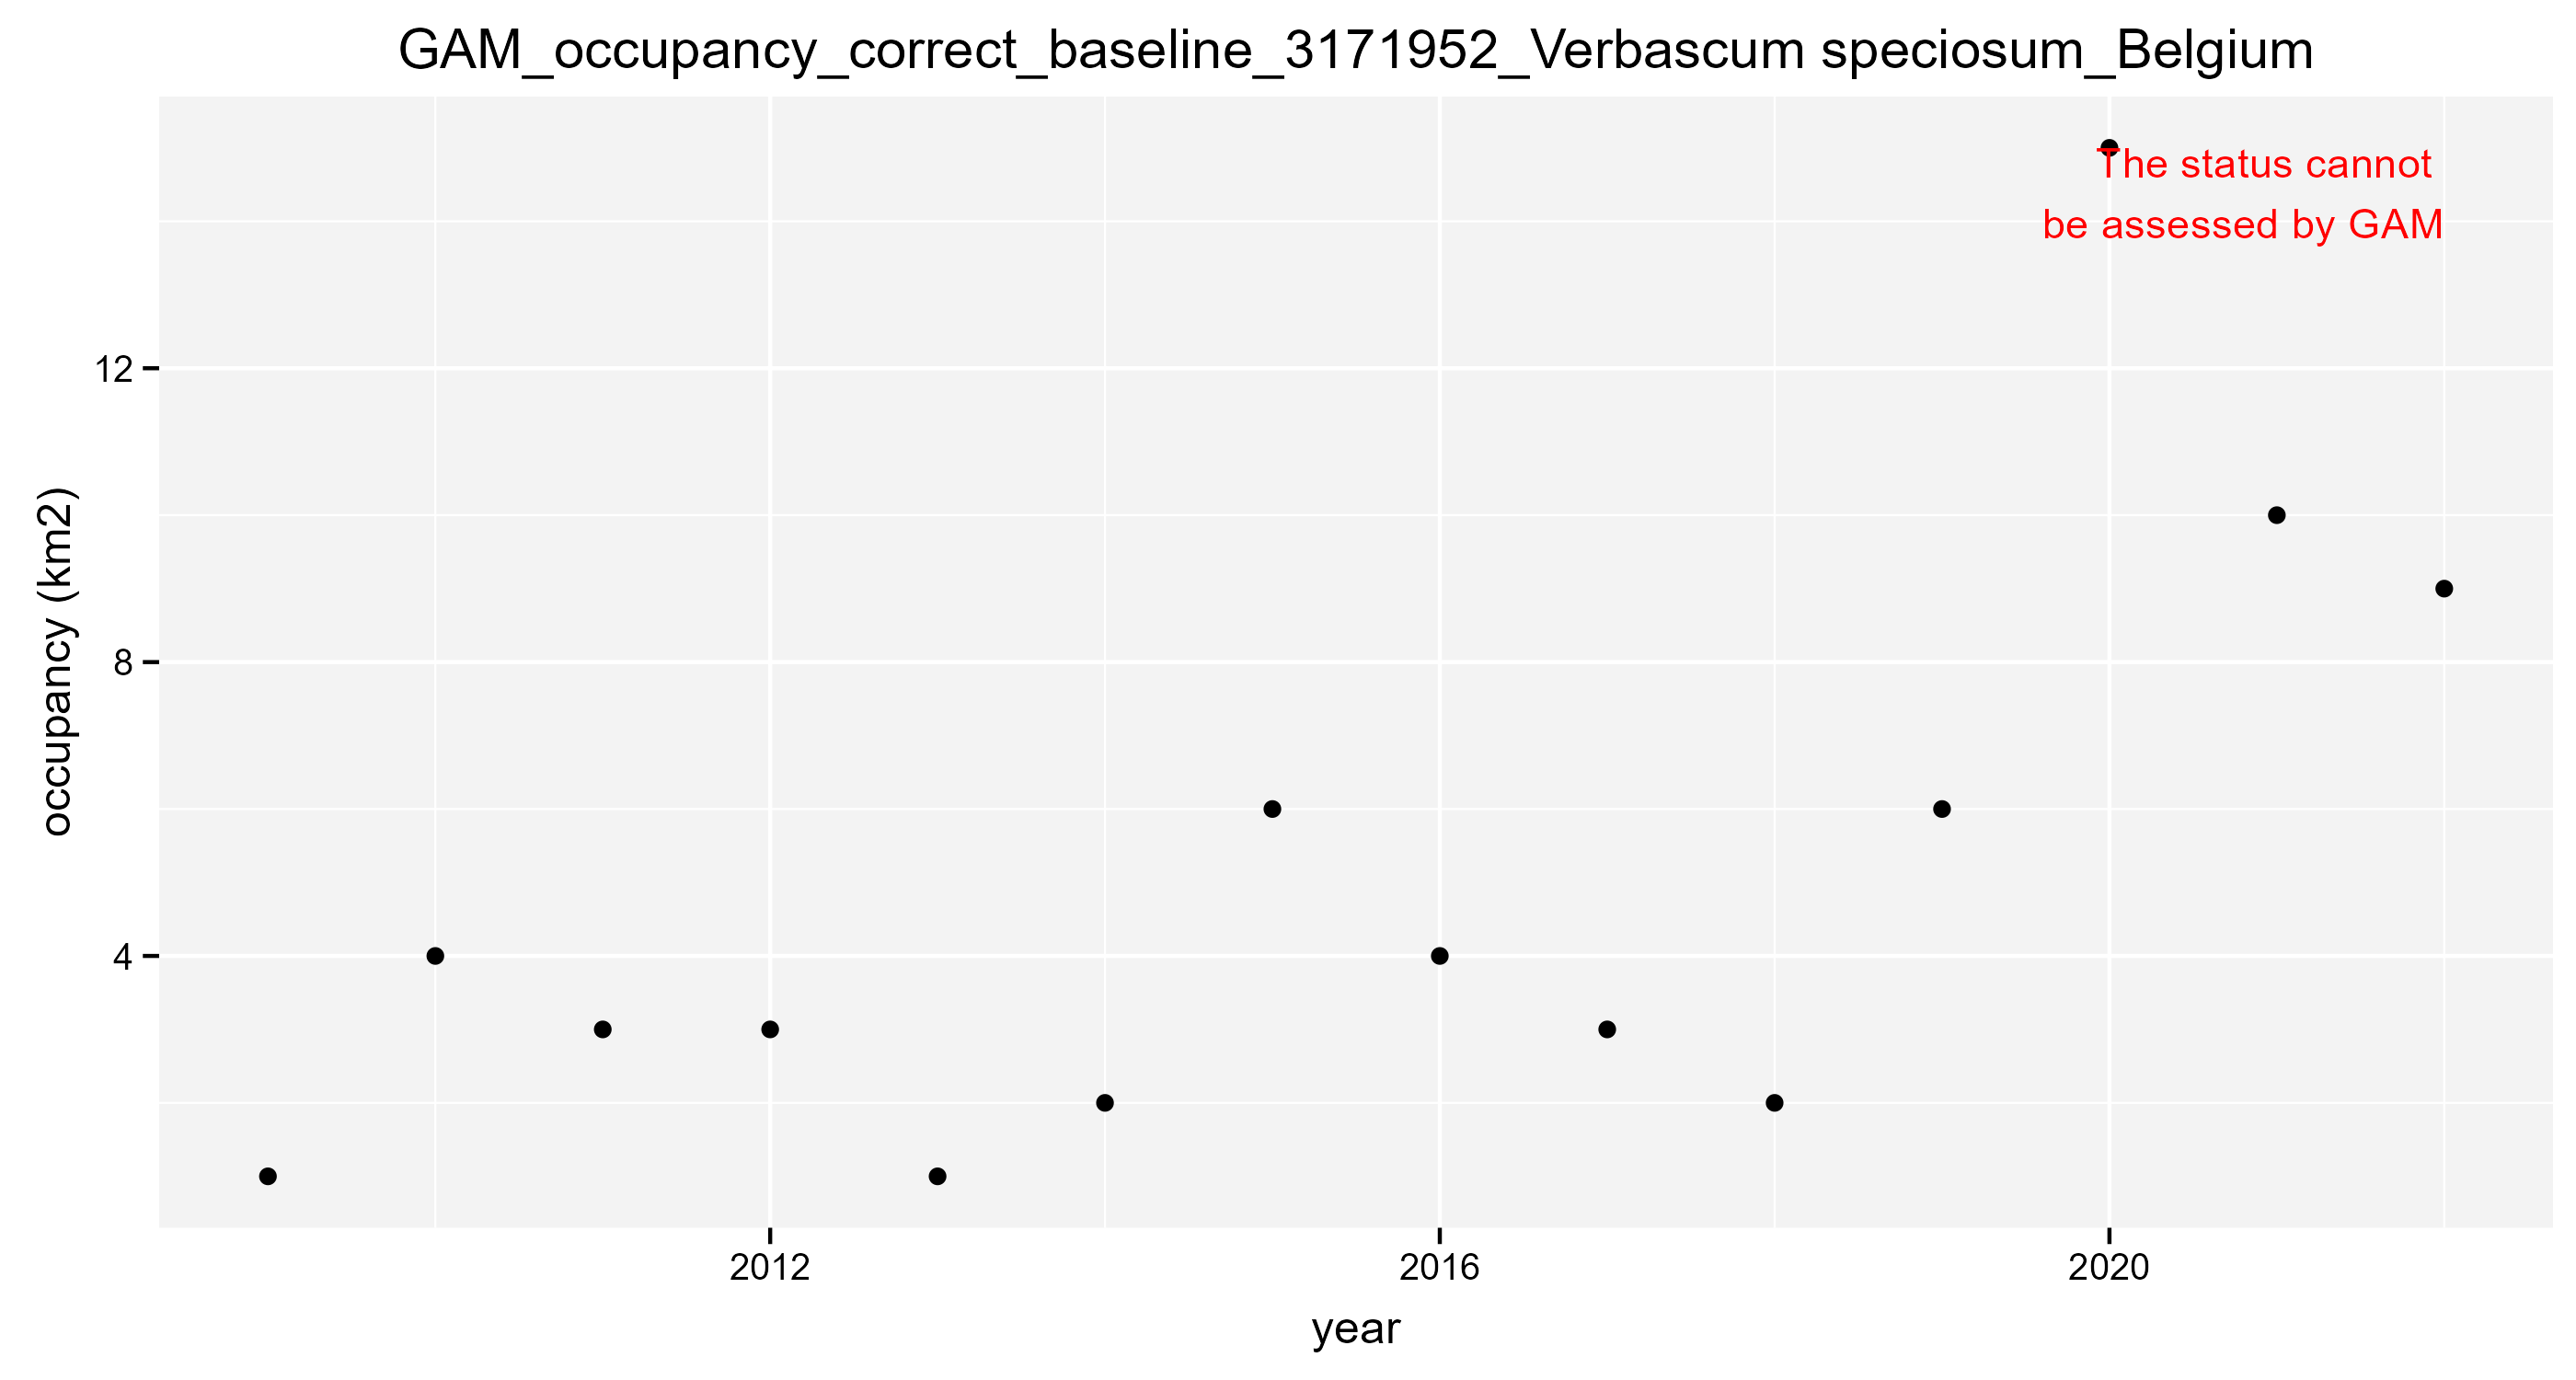 GAM_occupancy_correct_baseline_3171952_Verbascum speciosum_Belgium
The status cannot
be assessed by GAM
12
8
4
occupancy (km2)
2012
2016
2020
year